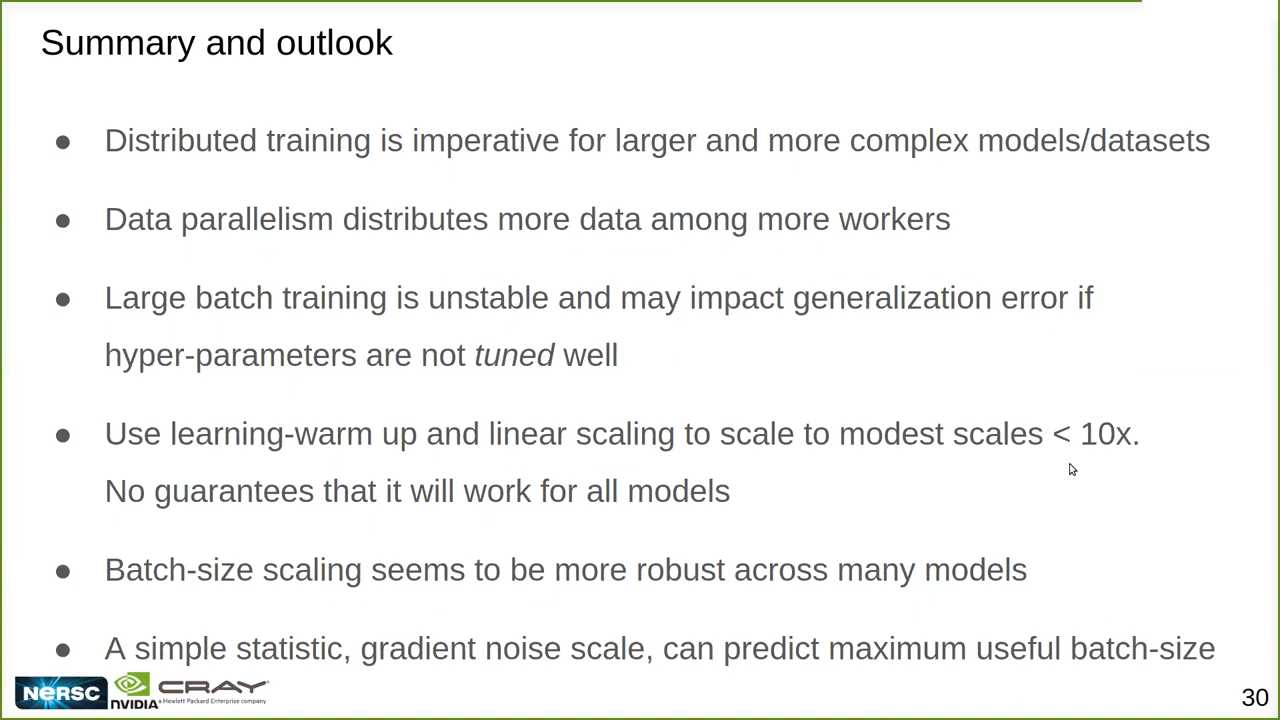 Summary and outlook
● Distributed training is imperative for larger and more complex models/datasets
● Data parallelism distributes more data among more workers
● Large batch training is unstable and may impact generalization error if
hyper-parameters are not tuned well
● Use learning-warm up and linear scaling to scale to modest scales < 10x.
No guarantees that it will work for all models
● Batch-size scaling seems to be more robust across many models
● A simple statistic, gradient noise scale, can predict maximum useful batch-size
NERSC
NVIDIA
CRAY
a Hewlett Packard Enterprise company
30